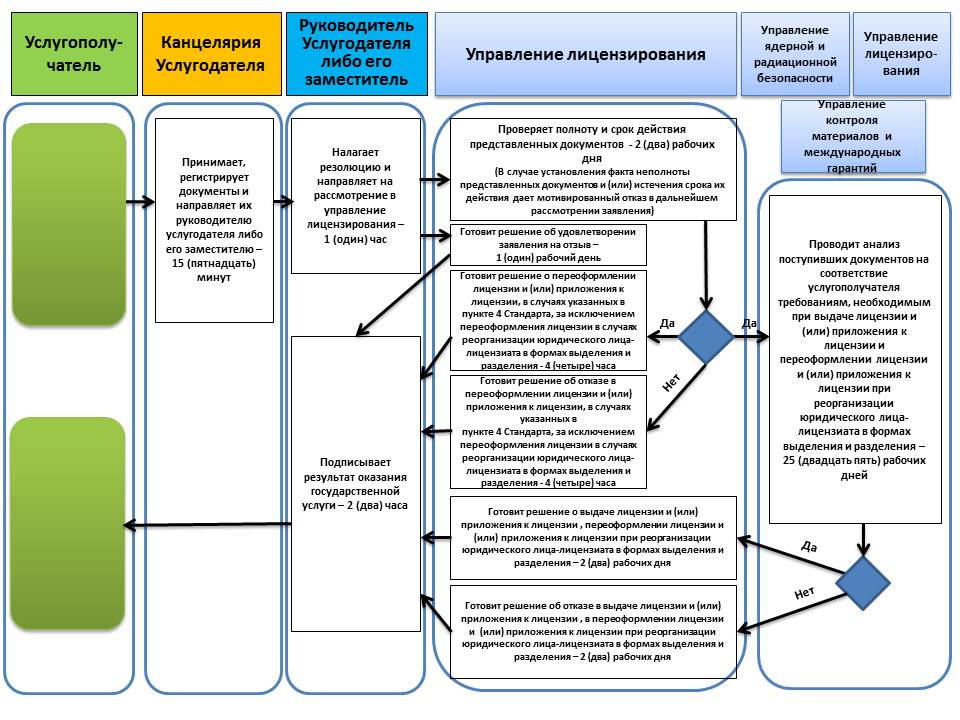 Услугополу-
чатель
Канцелярия
Услугодателя
Руководитель
Услугодателя
либо его
заместитель
Управление лицензирования
Управление
ядерной и
радиационной
безопасности
Управление
лицензиро-
вания
Управление
контроля
материалов и
международных
гарантий
Принимает,
регистрирует
документы и
направляет их
руководителю
услугодателя либо
его заместителю –
15 (пятнадцать)
минут
Налагает
резолюцию и
направляет на
рассмотрение в
управление
лицензирования –
1 (один) час
Проверяет полноту и срок действия
представленных документов - 2 (два) рабочих
дня
(В случае установления факта неполноты
представленных документов и (или) истечения срока их
действия дает мотивированный отказ в дальнейшем
рассмотрении заявления)
Готовит решение об удовлетворении
заявления на отзыв –
1 (один) рабочий день
Готовит решение о переоформлении
лицензии и (или) приложения к
лицензии, в случаях указанных в
пункте 4 Стандарта, за исключением
переоформления лицензии в случаях
реорганизации юридического лица-
лицензиата в формах выделения и
разделения - 4 (четыре) часа
Да
Да
Нет
Готовит решение об отказе в
переоформлении лицензии и (или)
приложения к лицензии, в случаях
указанных в
пункте 4 Стандарта, за исключением
переоформления лицензии в случаях
реорганизации юридического лица-
лицензиата в формах выделения и
разделения - 4 (четыре) часа
Проводит анализ
поступивших документов на
соответствие
услугополучателя
требованиям, необходимым
при выдаче лицензии и
(или) приложения к
лицензии и
переоформлении лицензии
и (или) приложения к
лицензии при
реорганизации
юридического лица-
лицензиата в формах
выделения и разделения –
25 (двадцать пять) рабочих
дней
Подписывает
результат оказания
государственной
услуги – 2 (два) часа
Готовит решение о выдаче лицензии и (или)
приложения к лицензии , переоформлении лицензии и
(или) приложения к лицензии при реорганизации
юридического лица-лицензиата в формах выделения и
разделения – 2 (два) рабочих дня
Да
Нет
Готовит решение об отказе в выдаче лицензии и (или)
приложения к лицензии , в переоформлении лицензии
и (или) приложения к лицензии при реорганизации
юридического лица-лицензиата в формах выделения и
разделения – 2 (два) рабочих дня